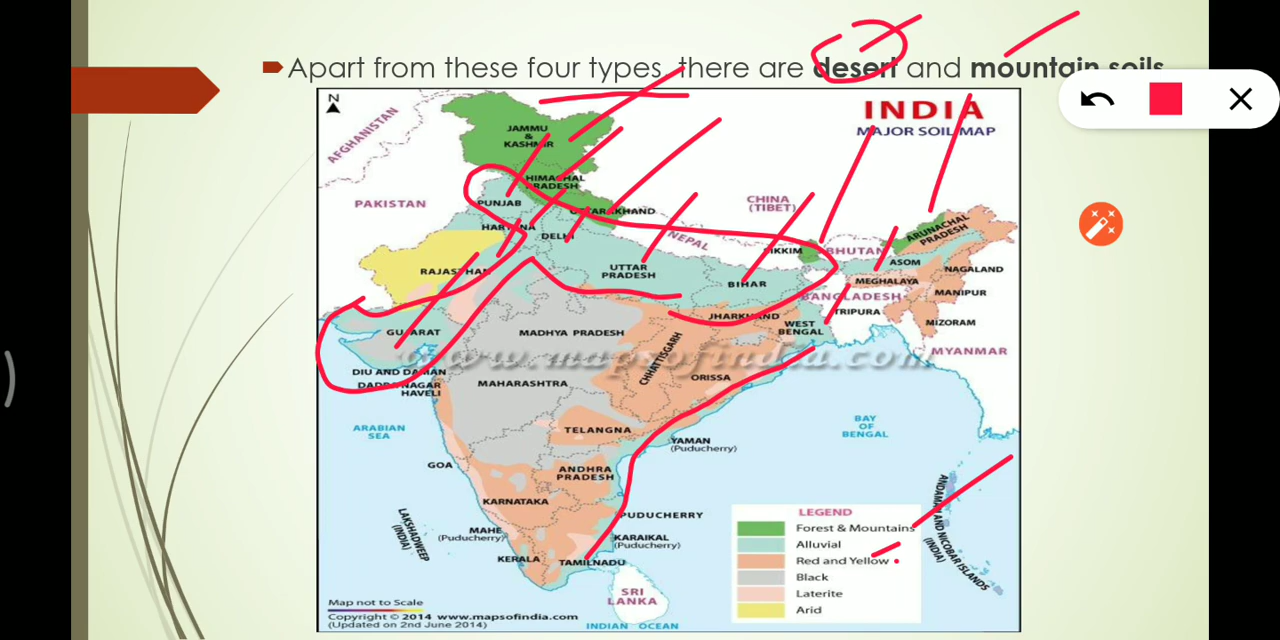 Apart from these four types, there are desert and mountain soils
N
INDIA
MAJOR SOIL MAP
AFGHANISTAN
JAMMU
&
KASHMIR
HIMACHAL
PRADESH
PAKISTAN
PUNJAB
UTTARAKHAND
CHINA
(TIBET)
HARYANA
DELHI
NEPAL
SIKKIM
BHUTAN
ARUNACHAL
PRADESH
RAJASTHAN
UTTAR
PRADESH
BIHAR
ASOM
NAGALAND
MEGHALAYA
BANGLADESH
MANIPUR
TRIPURA
MIZORAM
JHARKHAND
WEST
BENGAL
GUJARAT
MADHYA PRADESH
CHHATTISGARH
MYANMAR
www.mapsofindia.com
DIU AND DAMAN
DADRA NAGAR
HAVELI
MAHARASHTRA
ORISSA
ARABIAN
SEA
TELANGNA
YAMAN
(Puducherry)
BAY
OF
BENGAL
GOA
ANDHRA
PRADESH
KARNATAKA
PUDUCHERRY
LAKSHADWEEP
(INDIA)
MAHE
(Puducherry)
KARAIKAL
(Puducherry)
KERALA
TAMILNADU
ANDAMAN AND NICOBAR ISLANDS
(INDIA)
SRI
LANKA
INDIAN OCEAN
LEGEND
Forest & Mountains
Alluvial
Red and Yellow
Black
Laterite
Arid
Map not to Scale
Copyright © 2014 www.mapsofindia.com
(Updated on 2nd June 2014)